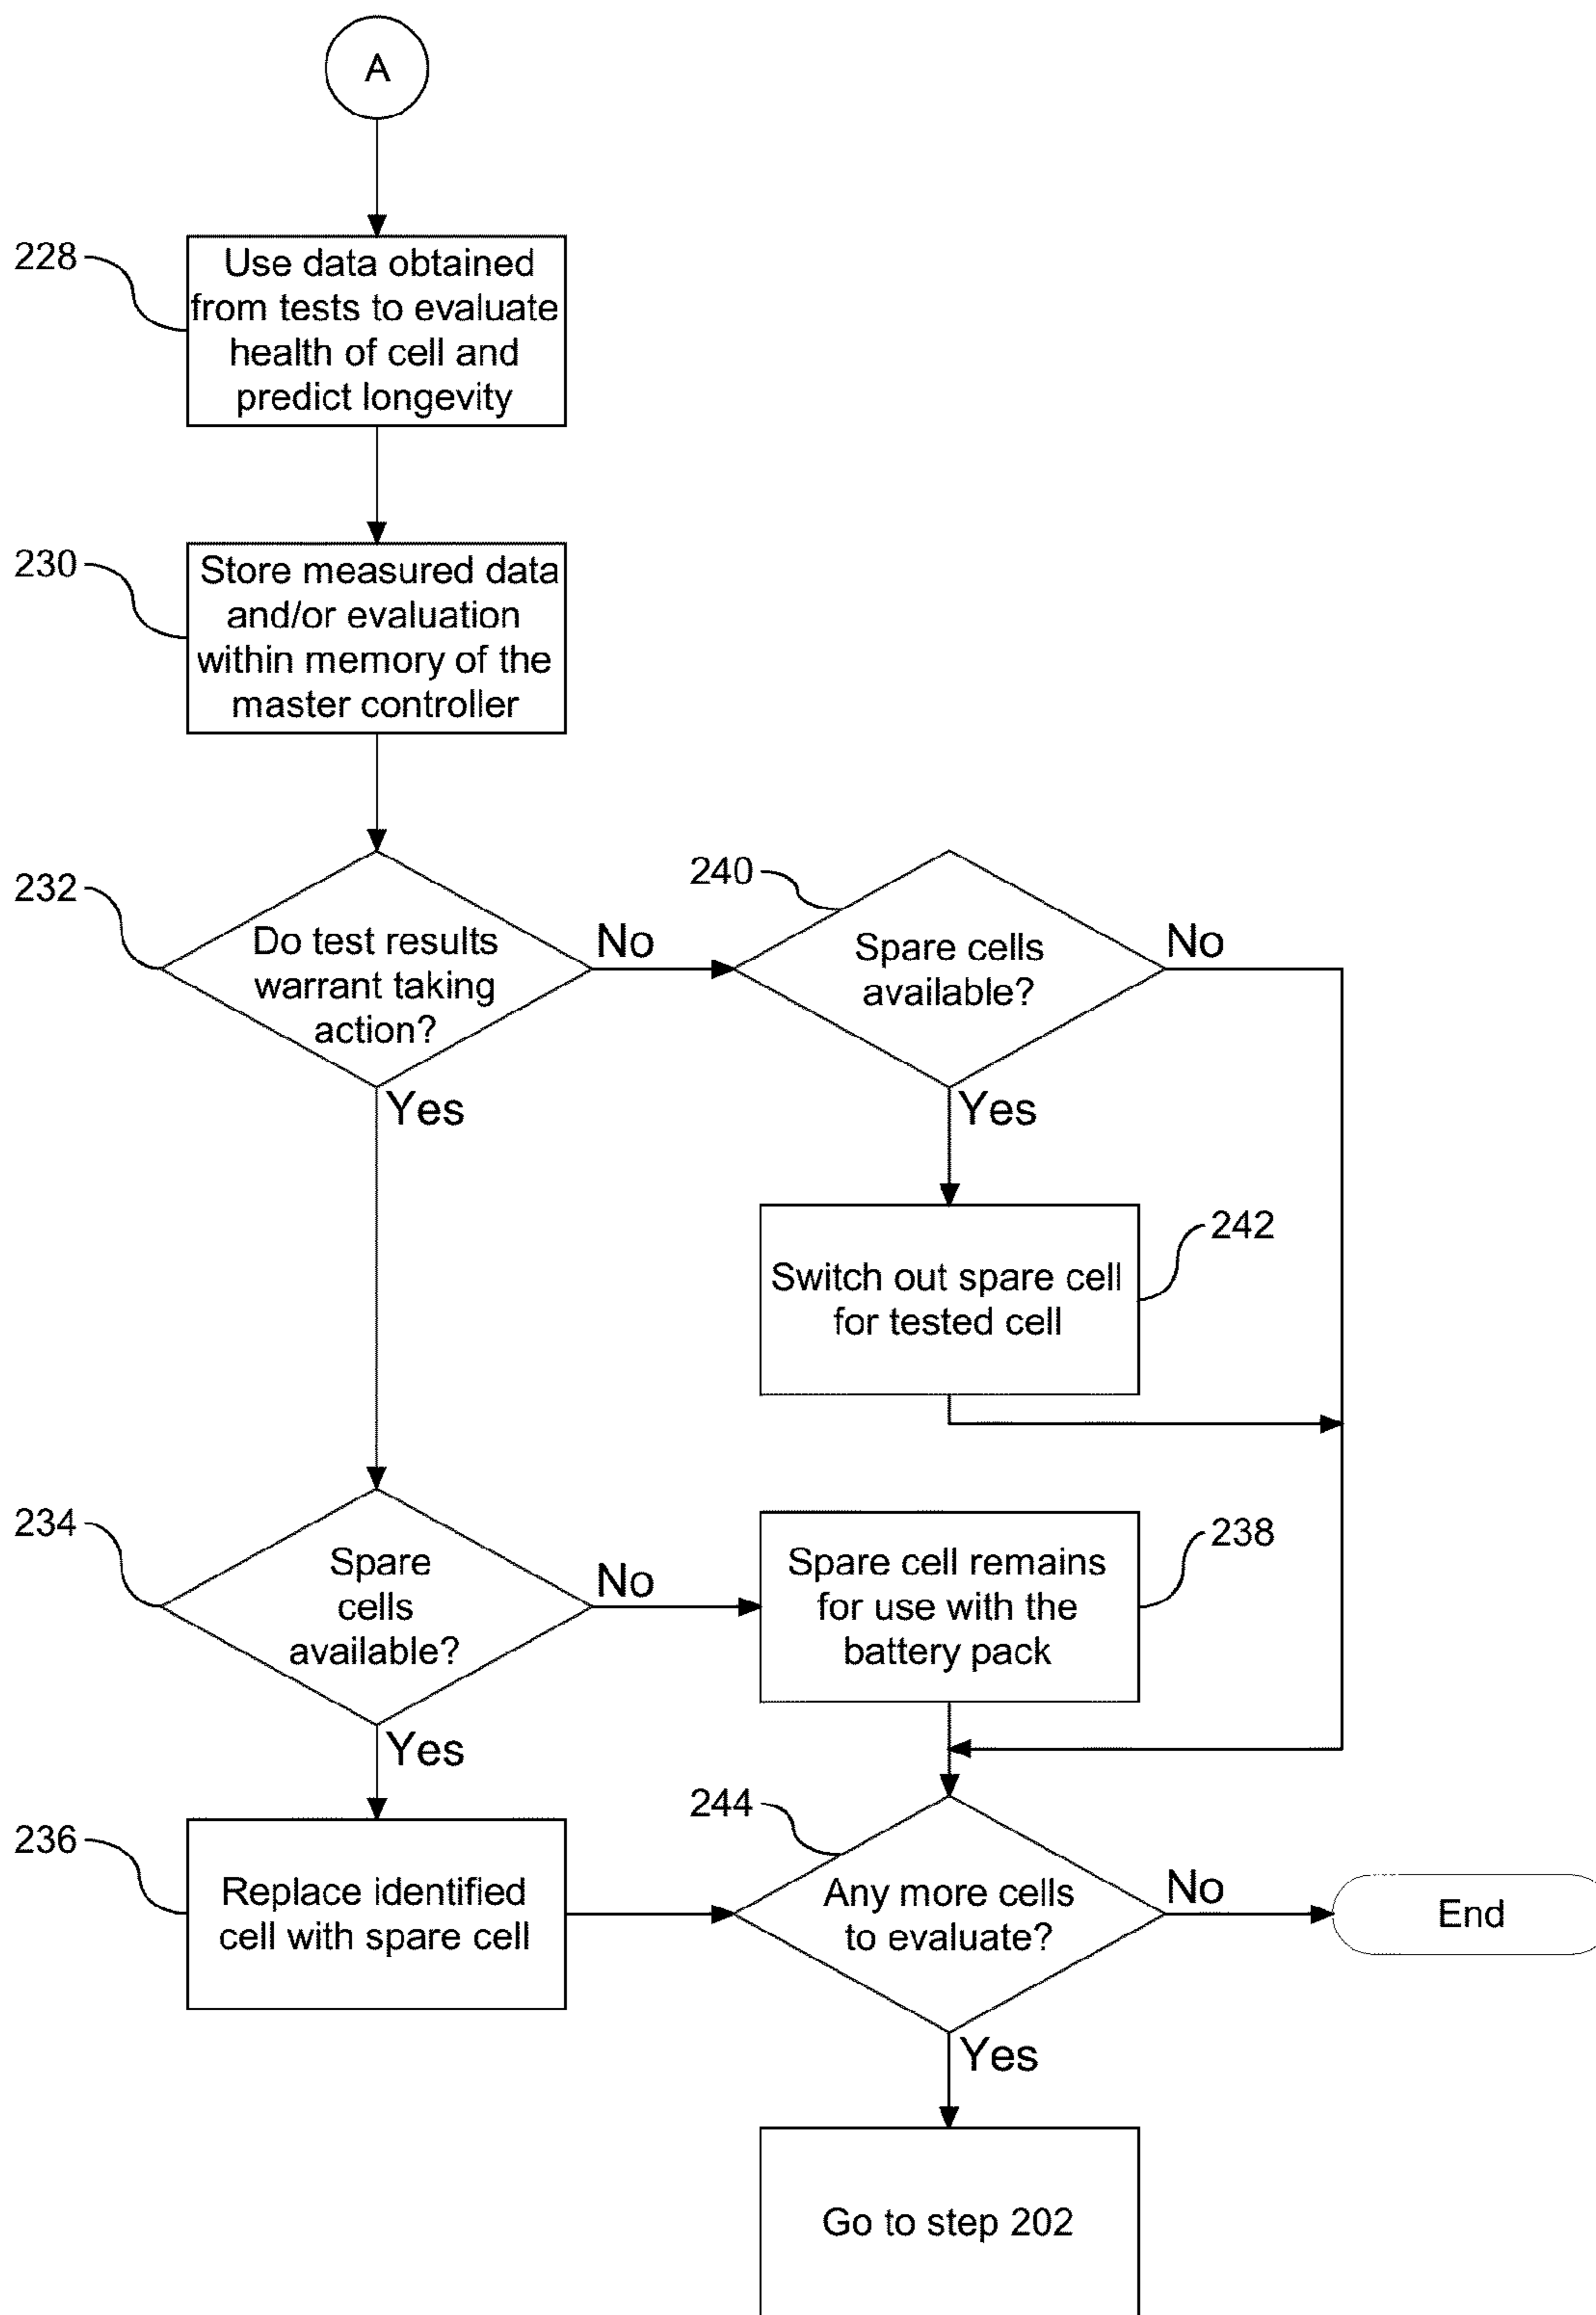 A
228
Use data obtained
from tests to evaluate
health of cell and
predict longevity
230
Store measured data
and/or evaluation
within memory of the
master controller
232
Do test results
warrant taking
action?
No
Yes
240
Spare cells
available?
No
Yes
242
Switch out spare cell
for tested cell
234
Spare
cells
available?
No
Yes
238
Spare cell remains
for use with the
battery pack
236
Replace identified
cell with spare cell
244
Any more cells
to evaluate?
No
Yes
End
Go to step 202